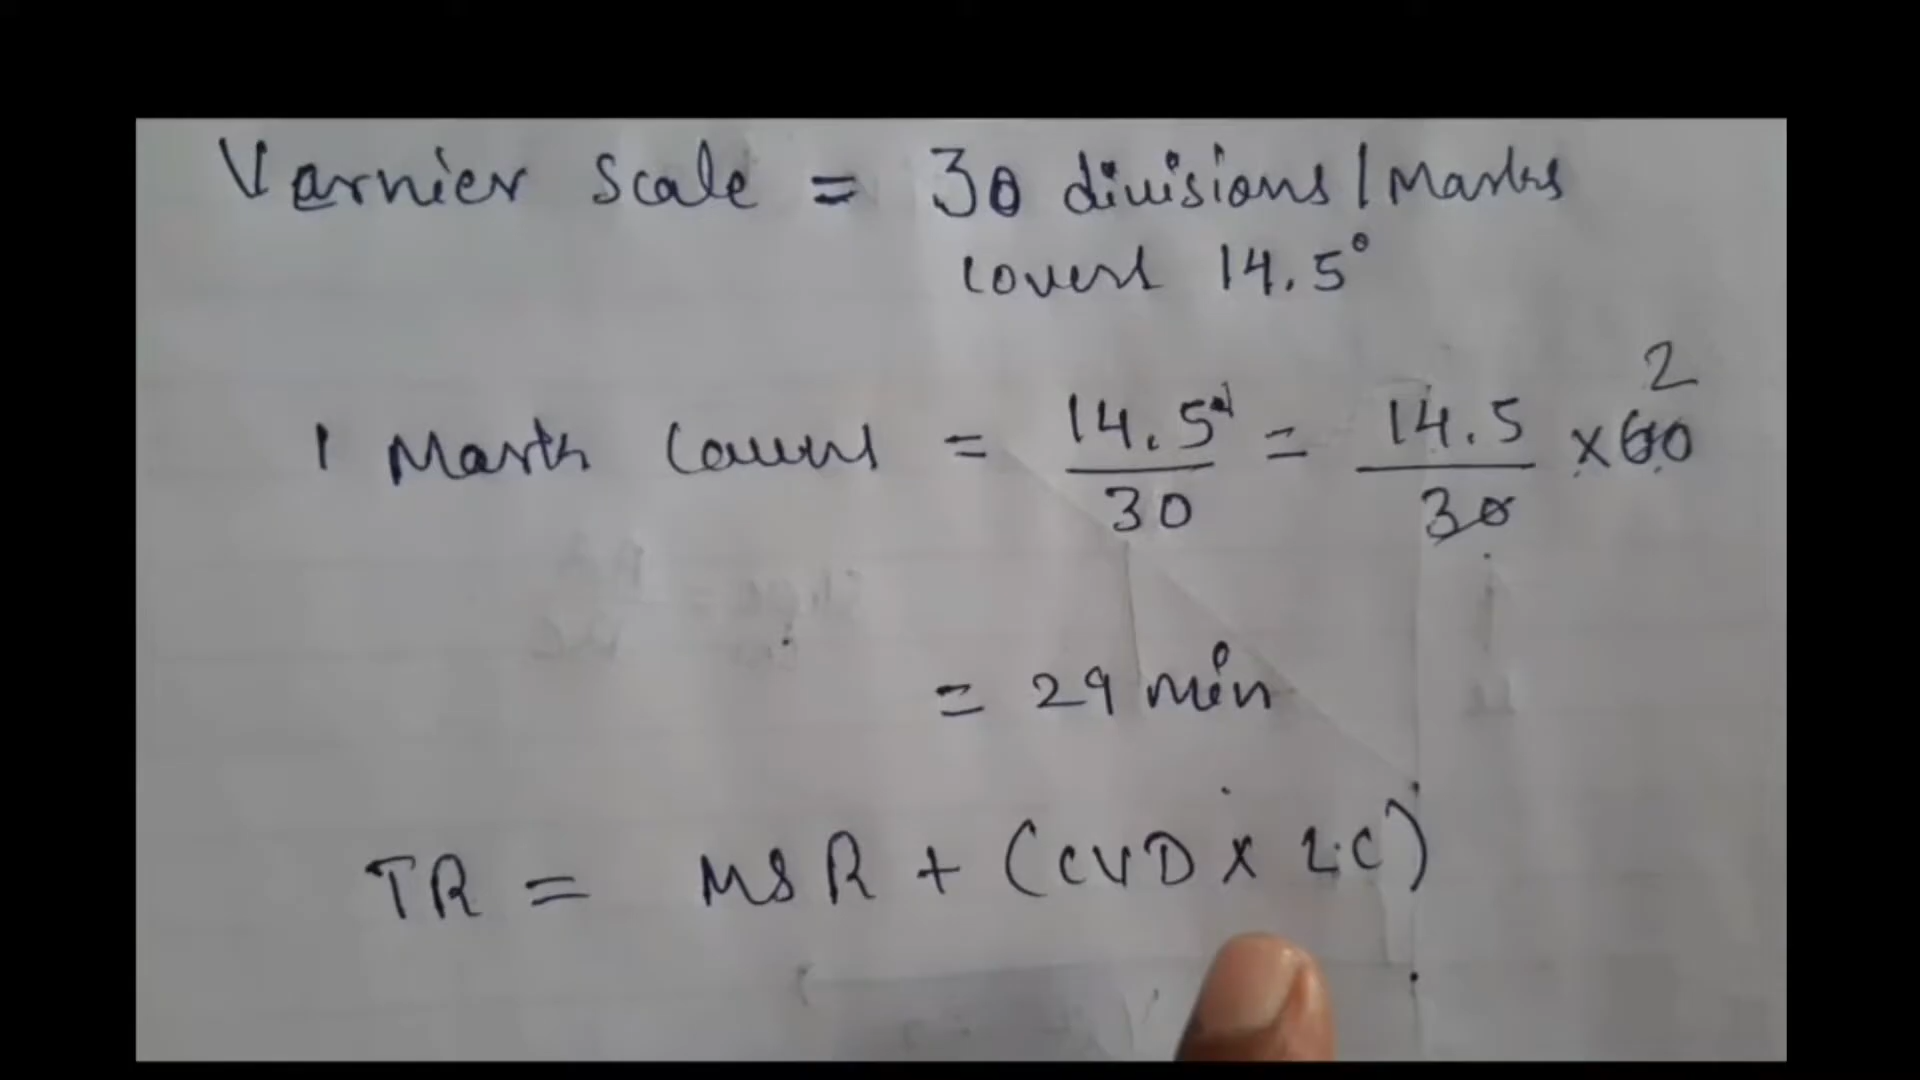 Varnier Scale = 30 divisions / Marks
covers 14.5°
1 Mark Covers = 14.5° / 30 = 14.5 / 30 × 60 2
= 29 min
TR = MSR + (CVD × L.C)